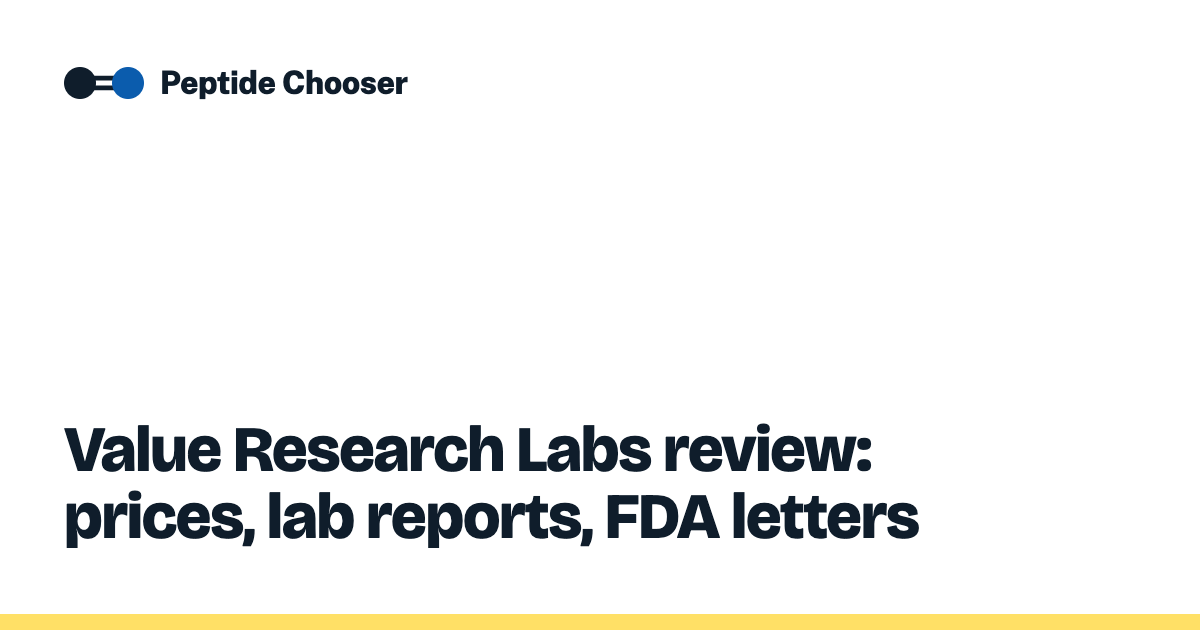 Peptide Chooser
Value Research Labs review:
prices, lab reports, FDA letters